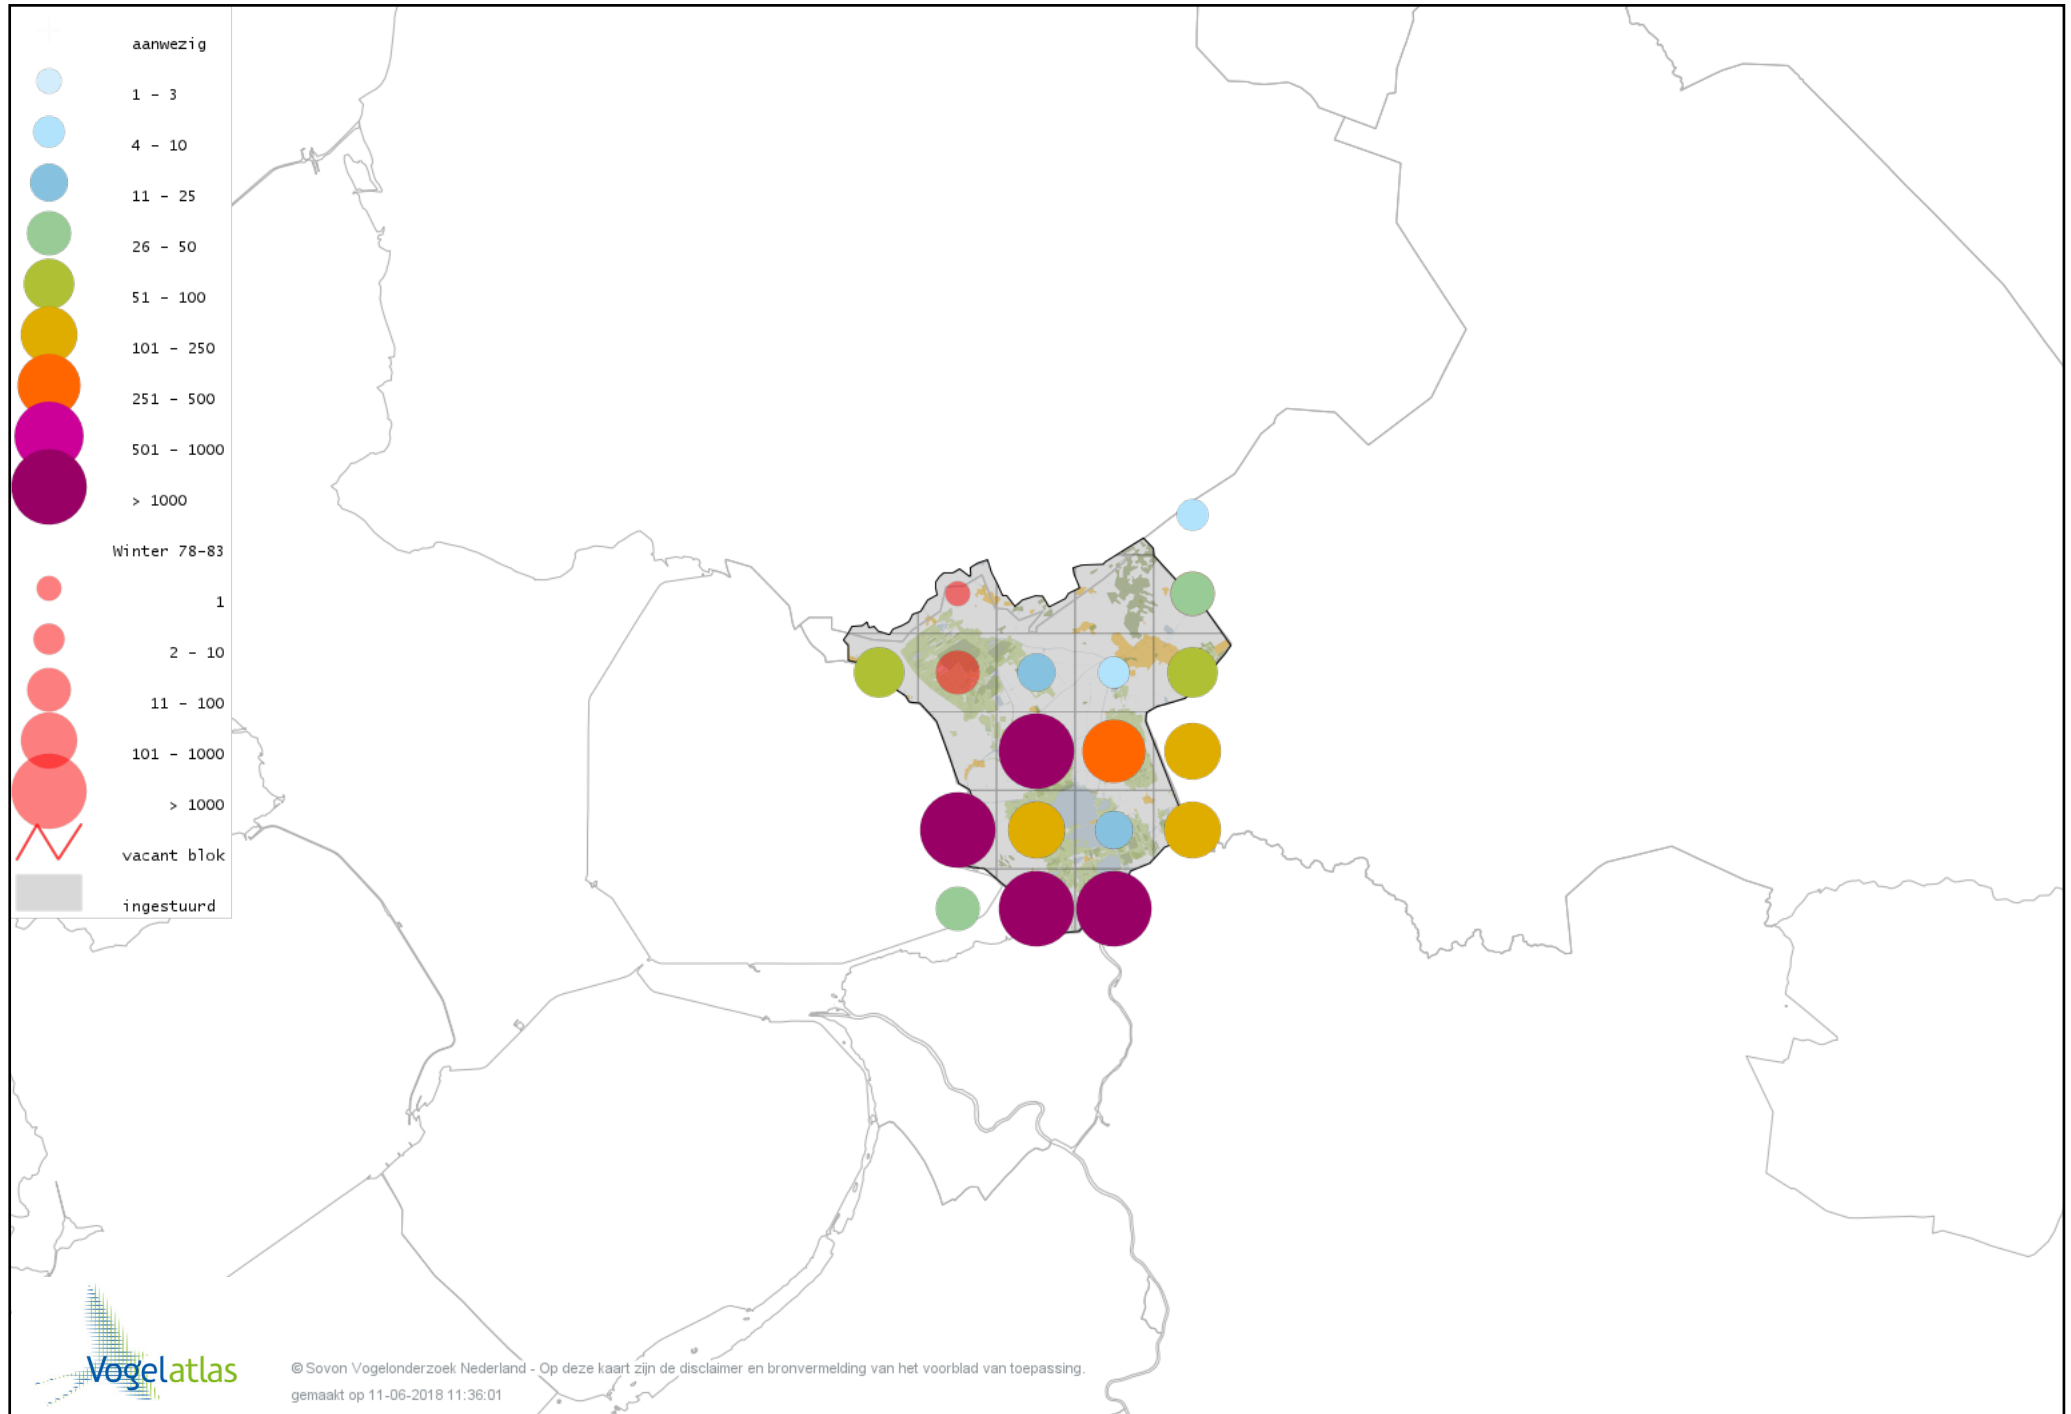 aanwezig
1 - 3
4 - 10
11 - 25
26 - 50
51 - 100
101 - 250
251 - 500
501 - 1000
> 1000
Winter 78-83
1
2 - 10
11 - 100
101 - 1000
> 1000
vacant blok
ingestuurd
Vogelatlas
© Sovon Vogelonderzoek Nederland - Op deze kaart zijn de disclaimer en bronvermelding van het voorblad van toepassing.
gemaakt op 11-06-2018 11:36:01